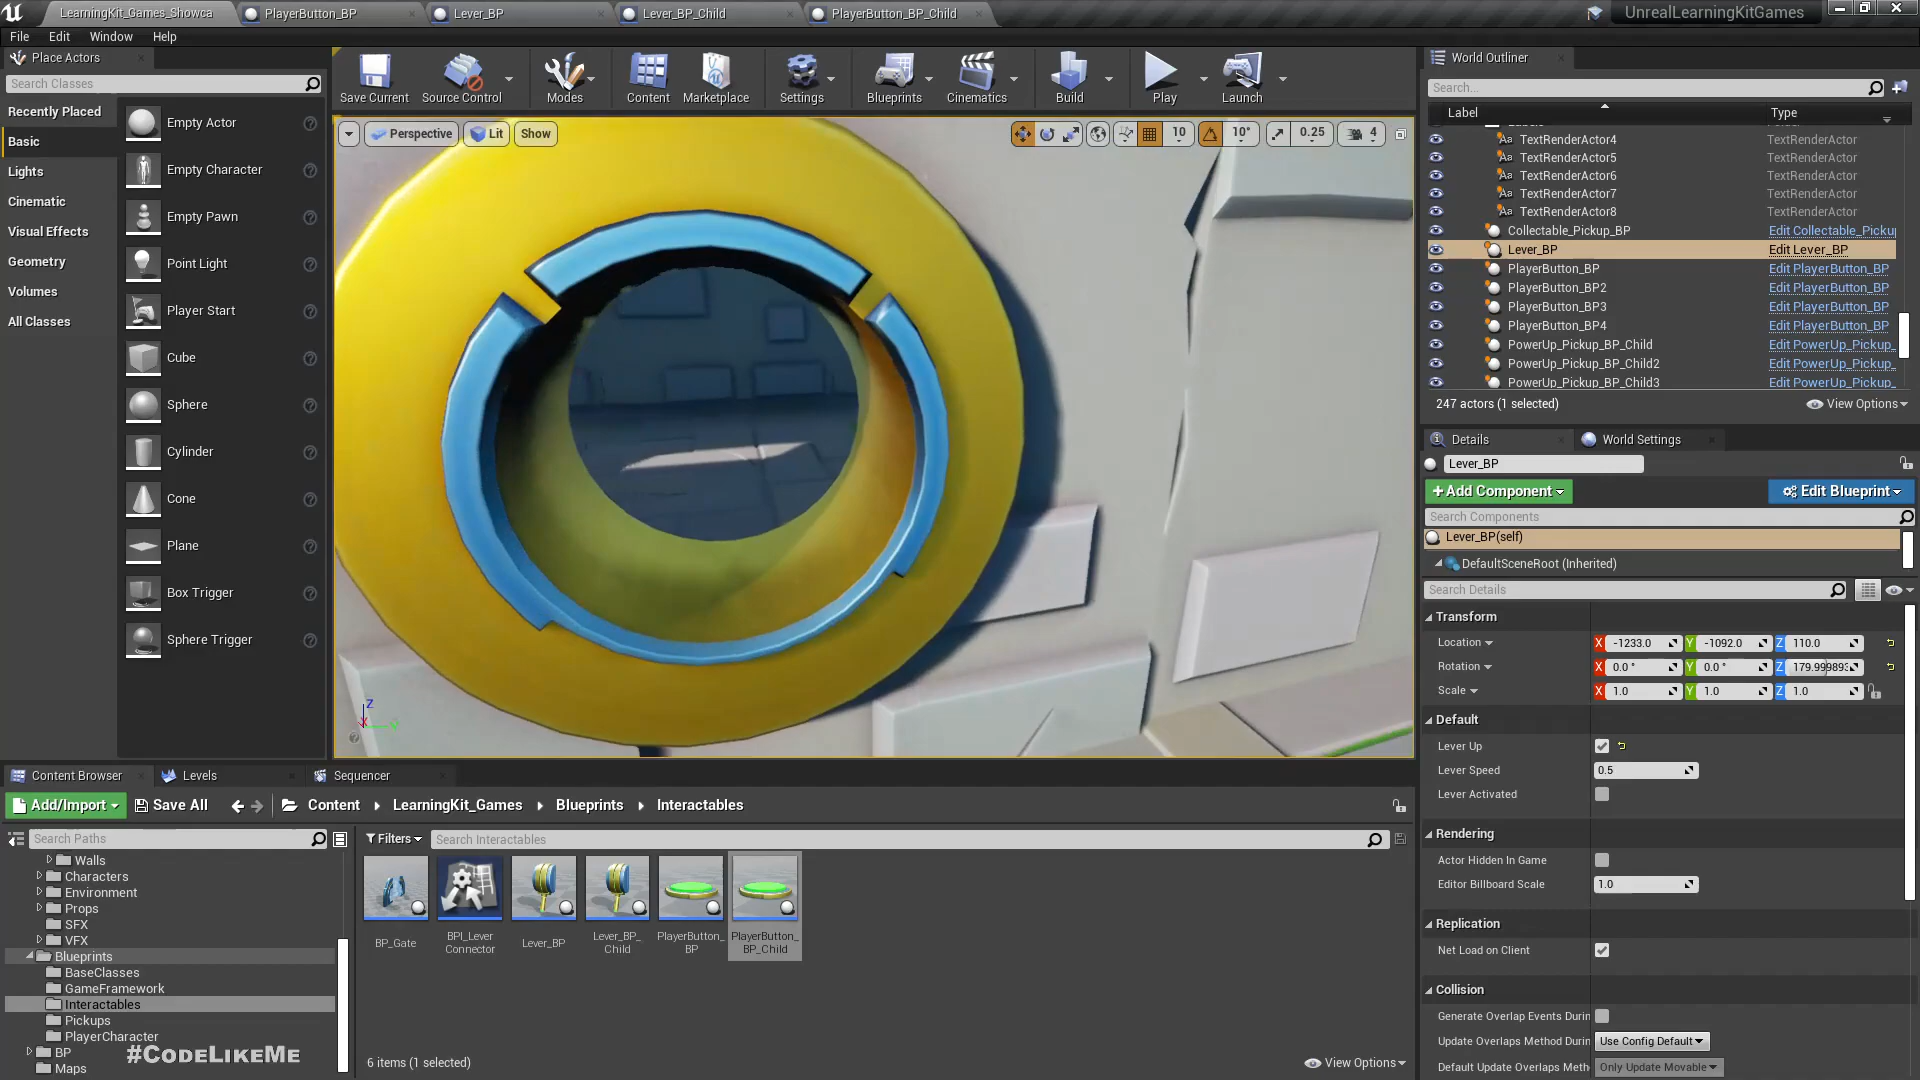 LearningKit_Games_Showca
PlayerButton_BP
Lever_BP
Lever_BP_Child
PlayerButton_BP_Child
UnrealLearningKitGames
File Edit Window Help
Place Actors
Search Classes
Recently Placed
Basic
Lights
Cinematic
Visual Effects
Geometry
Volumes
All Classes
Empty Actor
Empty Character
Empty Pawn
Point Light
Player Start
Cube
Sphere
Cylinder
Cone
Plane
Box Trigger
Sphere Trigger
Save Current
Source Control
Modes
Content
Marketplace
Settings
Blueprints
Cinematics
Build
Play
Launch
Perspective
Lit
Show
10
10°
0.25
4
Z
World Outliner
Search...
Label Type
TextRenderActor4 TextRenderActor
TextRenderActor5 TextRenderActor
TextRenderActor6 TextRenderActor
TextRenderActor7 TextRenderActor
TextRenderActor8 TextRenderActor
Collectable_Pickup_BP Edit Collectable_Picku
Lever_BP Edit Lever_BP
PlayerButton_BP Edit PlayerButton_BP
PlayerButton_BP2 Edit PlayerButton_BP
PlayerButton_BP3 Edit PlayerButton_BP
PlayerButton_BP4 Edit PlayerButton_BP
PowerUp_Pickup_BP_Child Edit PowerUp_Pickup_
PowerUp_Pickup_BP_Child2 Edit PowerUp_Pickup_
PowerUp_Pickup_BP_Child3 Edit PowerUp_Pickup_
247 actors (1 selected) View Options
Details World Settings
Lever_BP
+Add Component Edit Blueprint
Search Components
Lever_BP(self)
DefaultSceneRoot (Inherited)
Search Details
Transform
Location X -1233.0 Y -1092.0 Z 110.0
Rotation X 0.0 ° Y 0.0 ° Z 179.999893
Scale X 1.0 Y 1.0 Z 1.0
Default
Lever Up
Lever Speed 0.5
Lever Activated
Rendering
Actor Hidden In Game
Editor Billboard Scale 1.0
Replication
Net Load on Client
Collision
Generate Overlap Events Durin
Update Overlaps Method Durin Use Config Default
Default Update Overlaps Meth Only Update Movable
Content Browser Levels Sequencer
Add/Import Save All Content LearningKit_Games Blueprints Interactables
Search Paths
Filters
Search Interactables
Walls
Characters
Environment
Props
SFX
VFX
Blueprints
BaseClasses
GameFramework
Interactables
Pickups
PlayerCharacter
BP
Maps
#CodeLikeMe
BP_Gate
BPI_Lever
Connector
Lever_BP
Lever_BP_
Child
PlayerButton_
BP
PlayerButton_
BP_Child
6 items (1 selected)
View Options